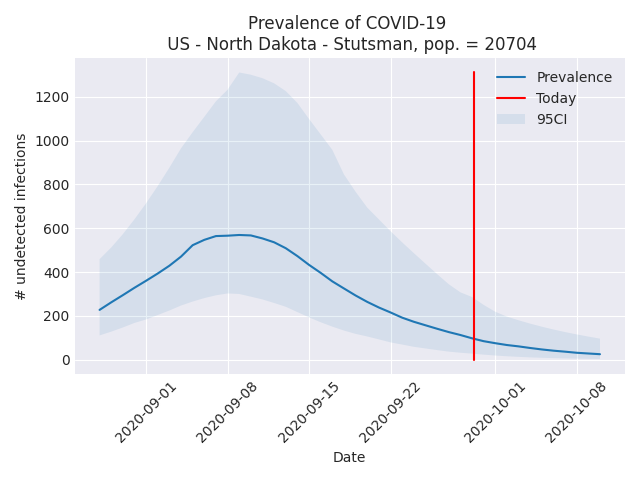 Prevalence of COVID-19
US - North Dakota - Stutsman, pop. = 20704
Prevalence
Today
95CI
# undetected infections
1200
1000
800
600
400
200
0
2020-09-01
2020-09-08
2020-09-15
2020-09-22
2020-10-01
2020-10-08
Date